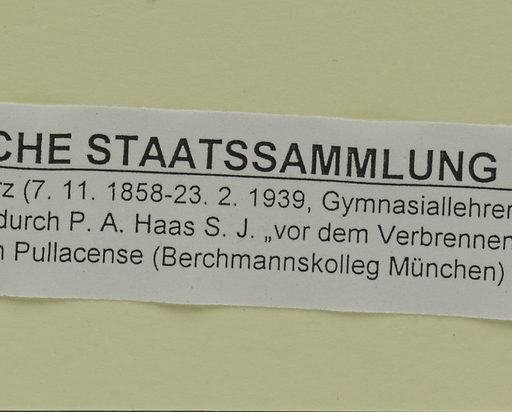 CHE STAATSSAMMLUNG
rz (7. 11. 1858-23. 2. 1939, Gymnasiallehrer
durch P. A. Haas S. J. „vor dem Verbrennen
n Pullacense (Berchmannskolleg München)